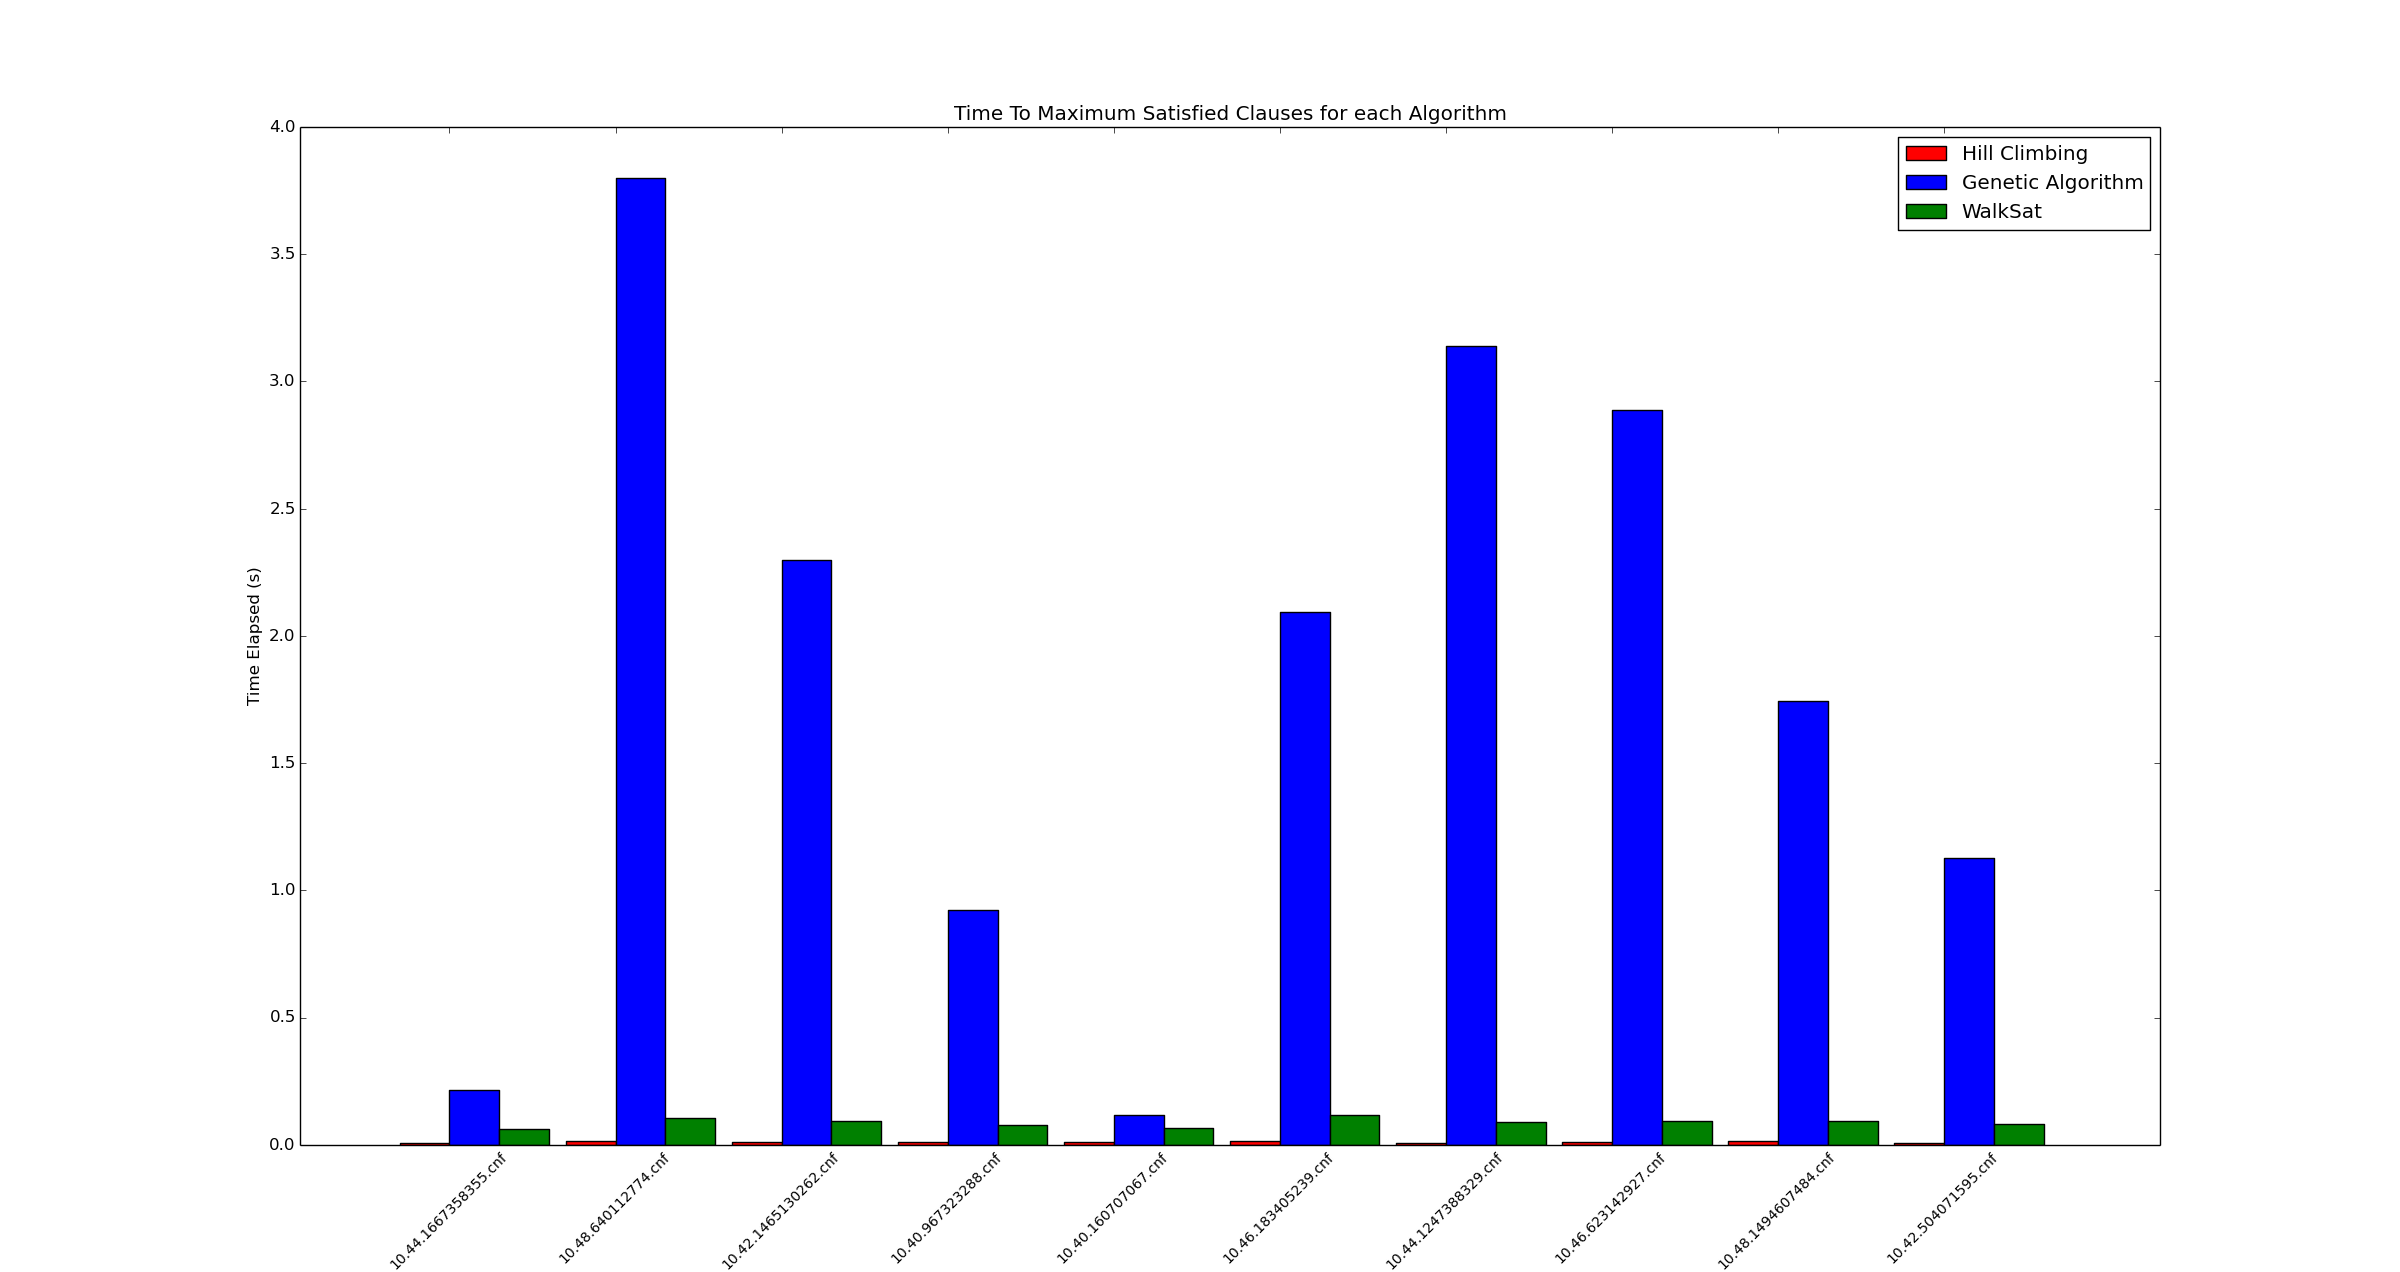 Time To Maximum Satisfied Clauses for each Algorithm
Hill Climbing
Genetic Algorithm
WalkSat
Time Elapsed (s)
4.0
3.5
3.0
2.5
2.0
1.5
1.0
0.5
0.0
10.44.1667358355.cnf
10.48.640112774.cnf
10.42.1465130262.cnf
10.40.967323288.cnf
10.40.160707067.cnf
10.46.183405239.cnf
10.44.1247388329.cnf
10.46.623142927.cnf
10.48.1494607484.cnf
10.42.504071595.cnf